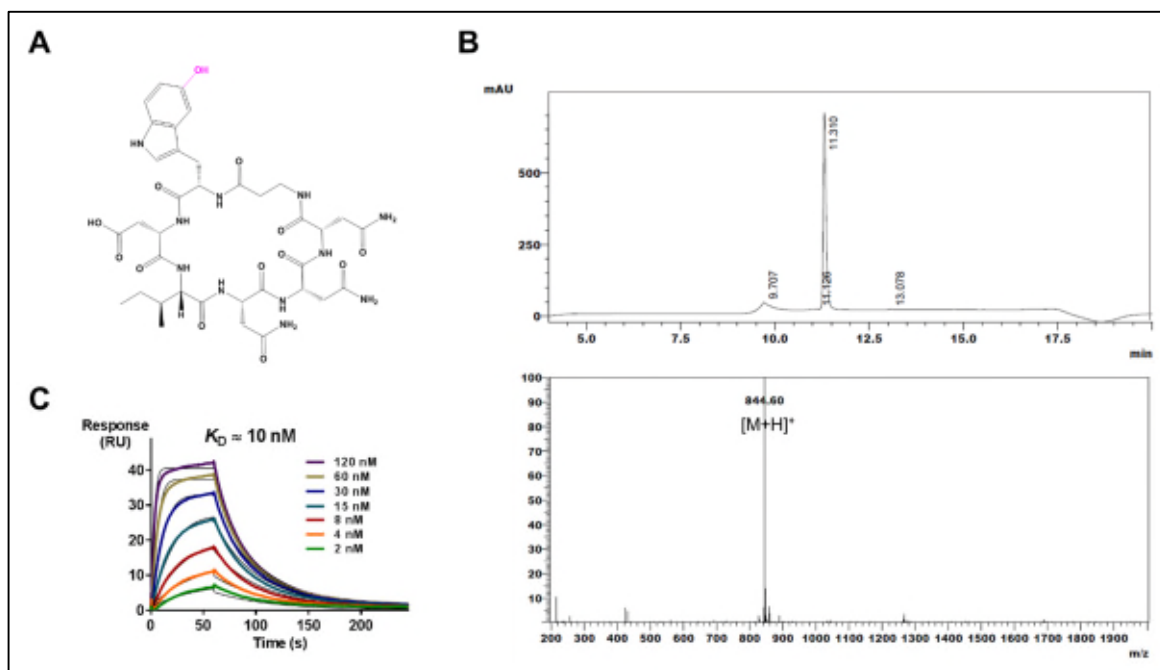 A
OH
HN
O
O
O
N
H
NH
NH
HO
O
O
NH
O
NH2
O
NH
O
O
NH
O
N
H
O
O
N
H
O
NH2
H
O
NH2
O
B
mAU
500
250
0
9.707
11.126
11.310
13.078
5.0
7.5
10.0
12.5
15.0
17.5
min
100
90
80
70
60
50
40
30
20
10
844.60
[M+H]+
200 300 400 500 600 700 800 900 1000 1100 1200 1300 1400 1500 1600 1700 1800 1900
m/z
C
Response
(RU)
KD ≈ 10 nM
40
30
20
10
0
120 nM
60 nM
30 nM
15 nM
8 nM
4 nM
2 nM
0 50 100 150 200
Time (s)